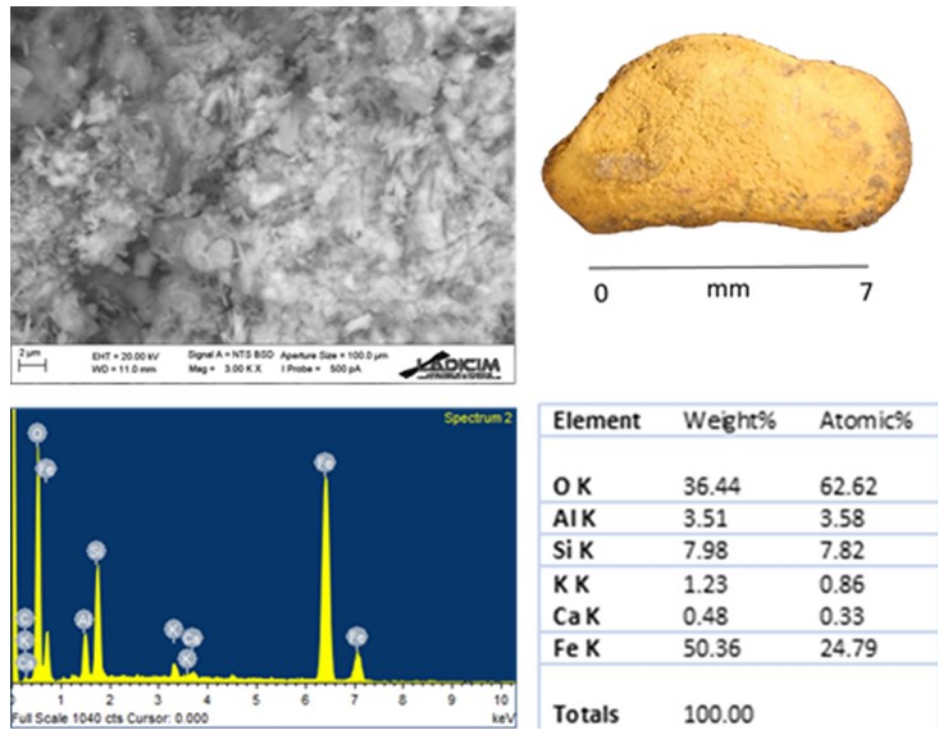 2 µm
EHT = 20.00 kV
WD = 11.0 mm
Signal A = NTS BSD
Mag = 3.00 K X
Aperture Size = 100.0 µm
I Probe = 500 pA
LADICIM
0 mm 7
Spectrum 2
O
Fe
Si
Al
C
K
Ca
K
Ca
K
Fe
Fe
1 2 3 4 5 6 7 8 9 10
Full Scale 1040 cts Cursor: 0.000
keV
Element Weight% Atomic%
O K 36.44 62.62
Al K 3.51 3.58
Si K 7.98 7.82
K K 1.23 0.86
Ca K 0.48 0.33
Fe K 50.36 24.79
Totals 100.00